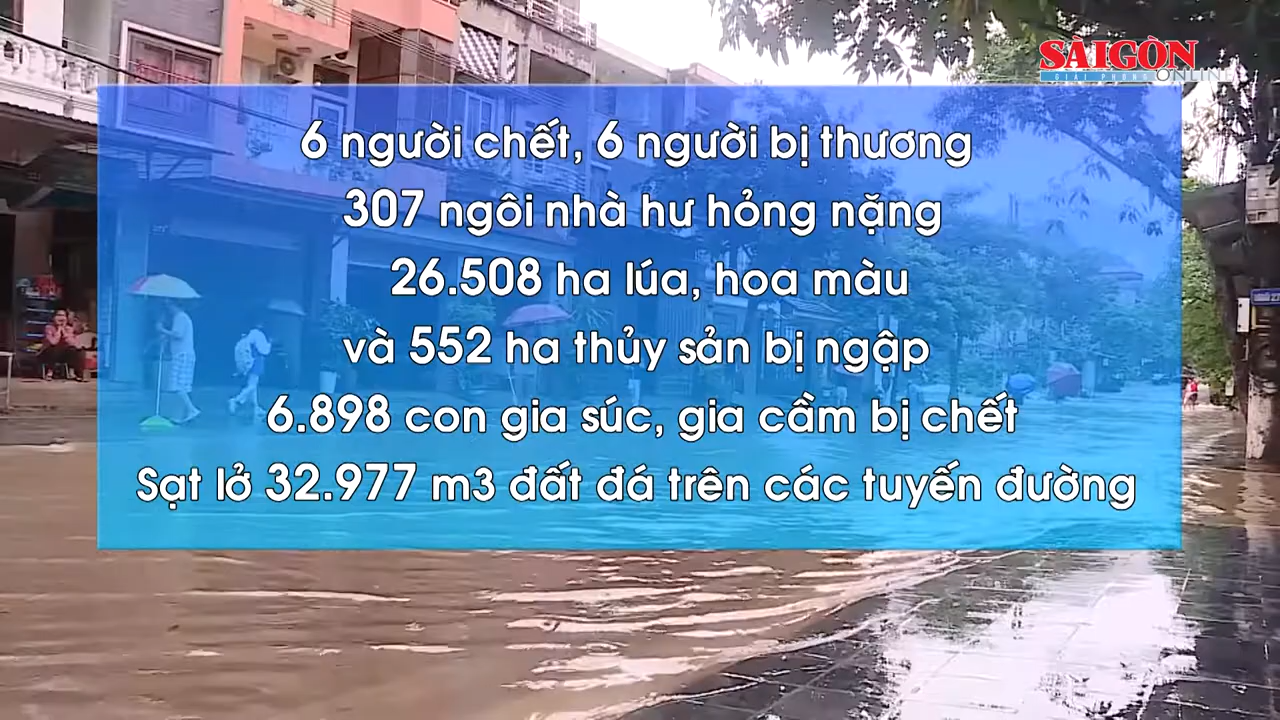 SÀIGÒN
GIẢI PHÓNG ONLINE
6 người chết, 6 người bị thương
307 ngôi nhà hư hỏng nặng
26.508 ha lúa, hoa màu
và 552 ha thủy sản bị ngập
6.898 con gia súc, gia cầm bị chết
Sạt lở 32.977 m3 đất đá trên các tuyến đường